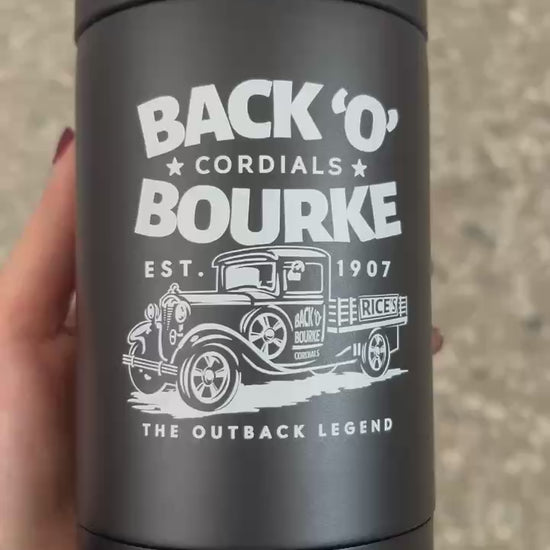 BACK 'O'
★ CORDIALS ★
BOURKE
EST. 1907
RICE'S
BACK 'O'
BOURKE
CORDIALS
THE OUTBACK LEGEND